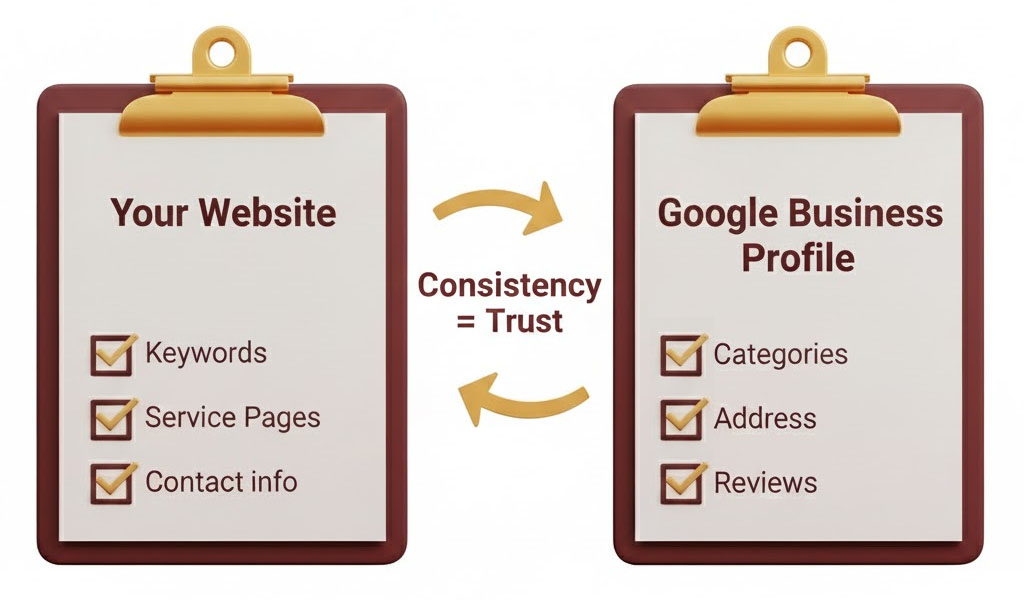 Your Website
Keywords
Service Pages
Contact info
Consistency
= Trust
Google Business
Profile
Categories
Address
Reviews